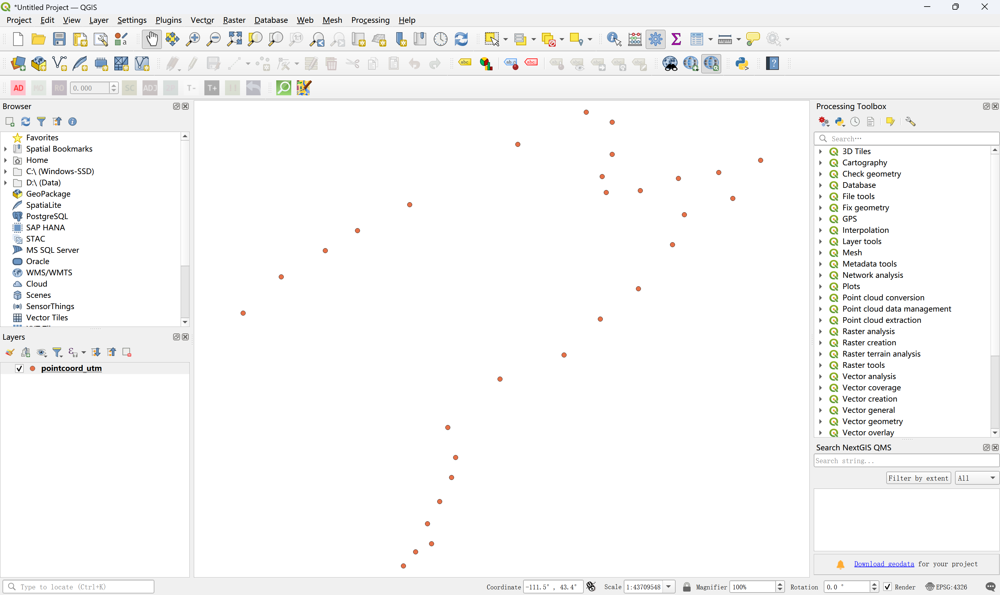 *Untitled Project — QGIS
Project Edit View Layer Settings Plugins Vector Raster Database Web Mesh Processing Help
AD MO RO 0.000 SC ADJ 2P T- T+ !!
Browser
Favorites
Spatial Bookmarks
Home
C:\ (Windows-SSD)
D:\ (Data)
GeoPackage
SpatiaLite
PostgreSQL
SAP HANA
STAC
MS SQL Server
Oracle
WMS/WMTS
Cloud
Scenes
SensorThings
Vector Tiles
Layers
pointcoord_utm
Processing Toolbox
Search…
3D Tiles
Cartography
Check geometry
Database
File tools
Fix geometry
GPS
Interpolation
Layer tools
Mesh
Metadata tools
Network analysis
Plots
Point cloud conversion
Point cloud data management
Point cloud extraction
Raster analysis
Raster creation
Raster terrain analysis
Raster tools
Vector analysis
Vector coverage
Vector creation
Vector general
Vector geometry
Vector overlay
Search NextGIS QMS
Search string...
Filter by extent All
Download geodata for your project
Type to locate (Ctrl+K) Coordinate -111.5° , 43.4° Scale 1:43709548 Magnifier 100% Rotation 0.0 ° Render EPSG:4326